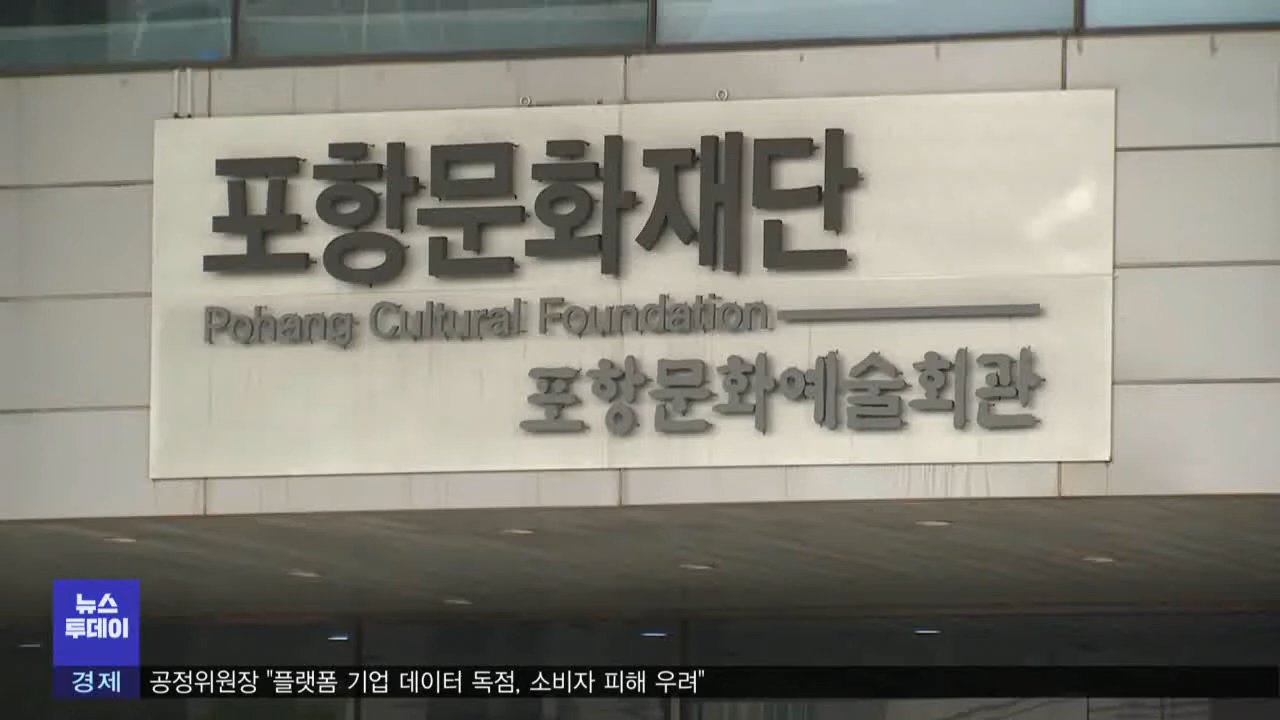 포항문화재단
Pohang Cultural Foundation
포항문화예술회관
뉴스
투데이
경제 공정위원장 "플랫폼 기업 데이터 독점, 소비자 피해 우려"